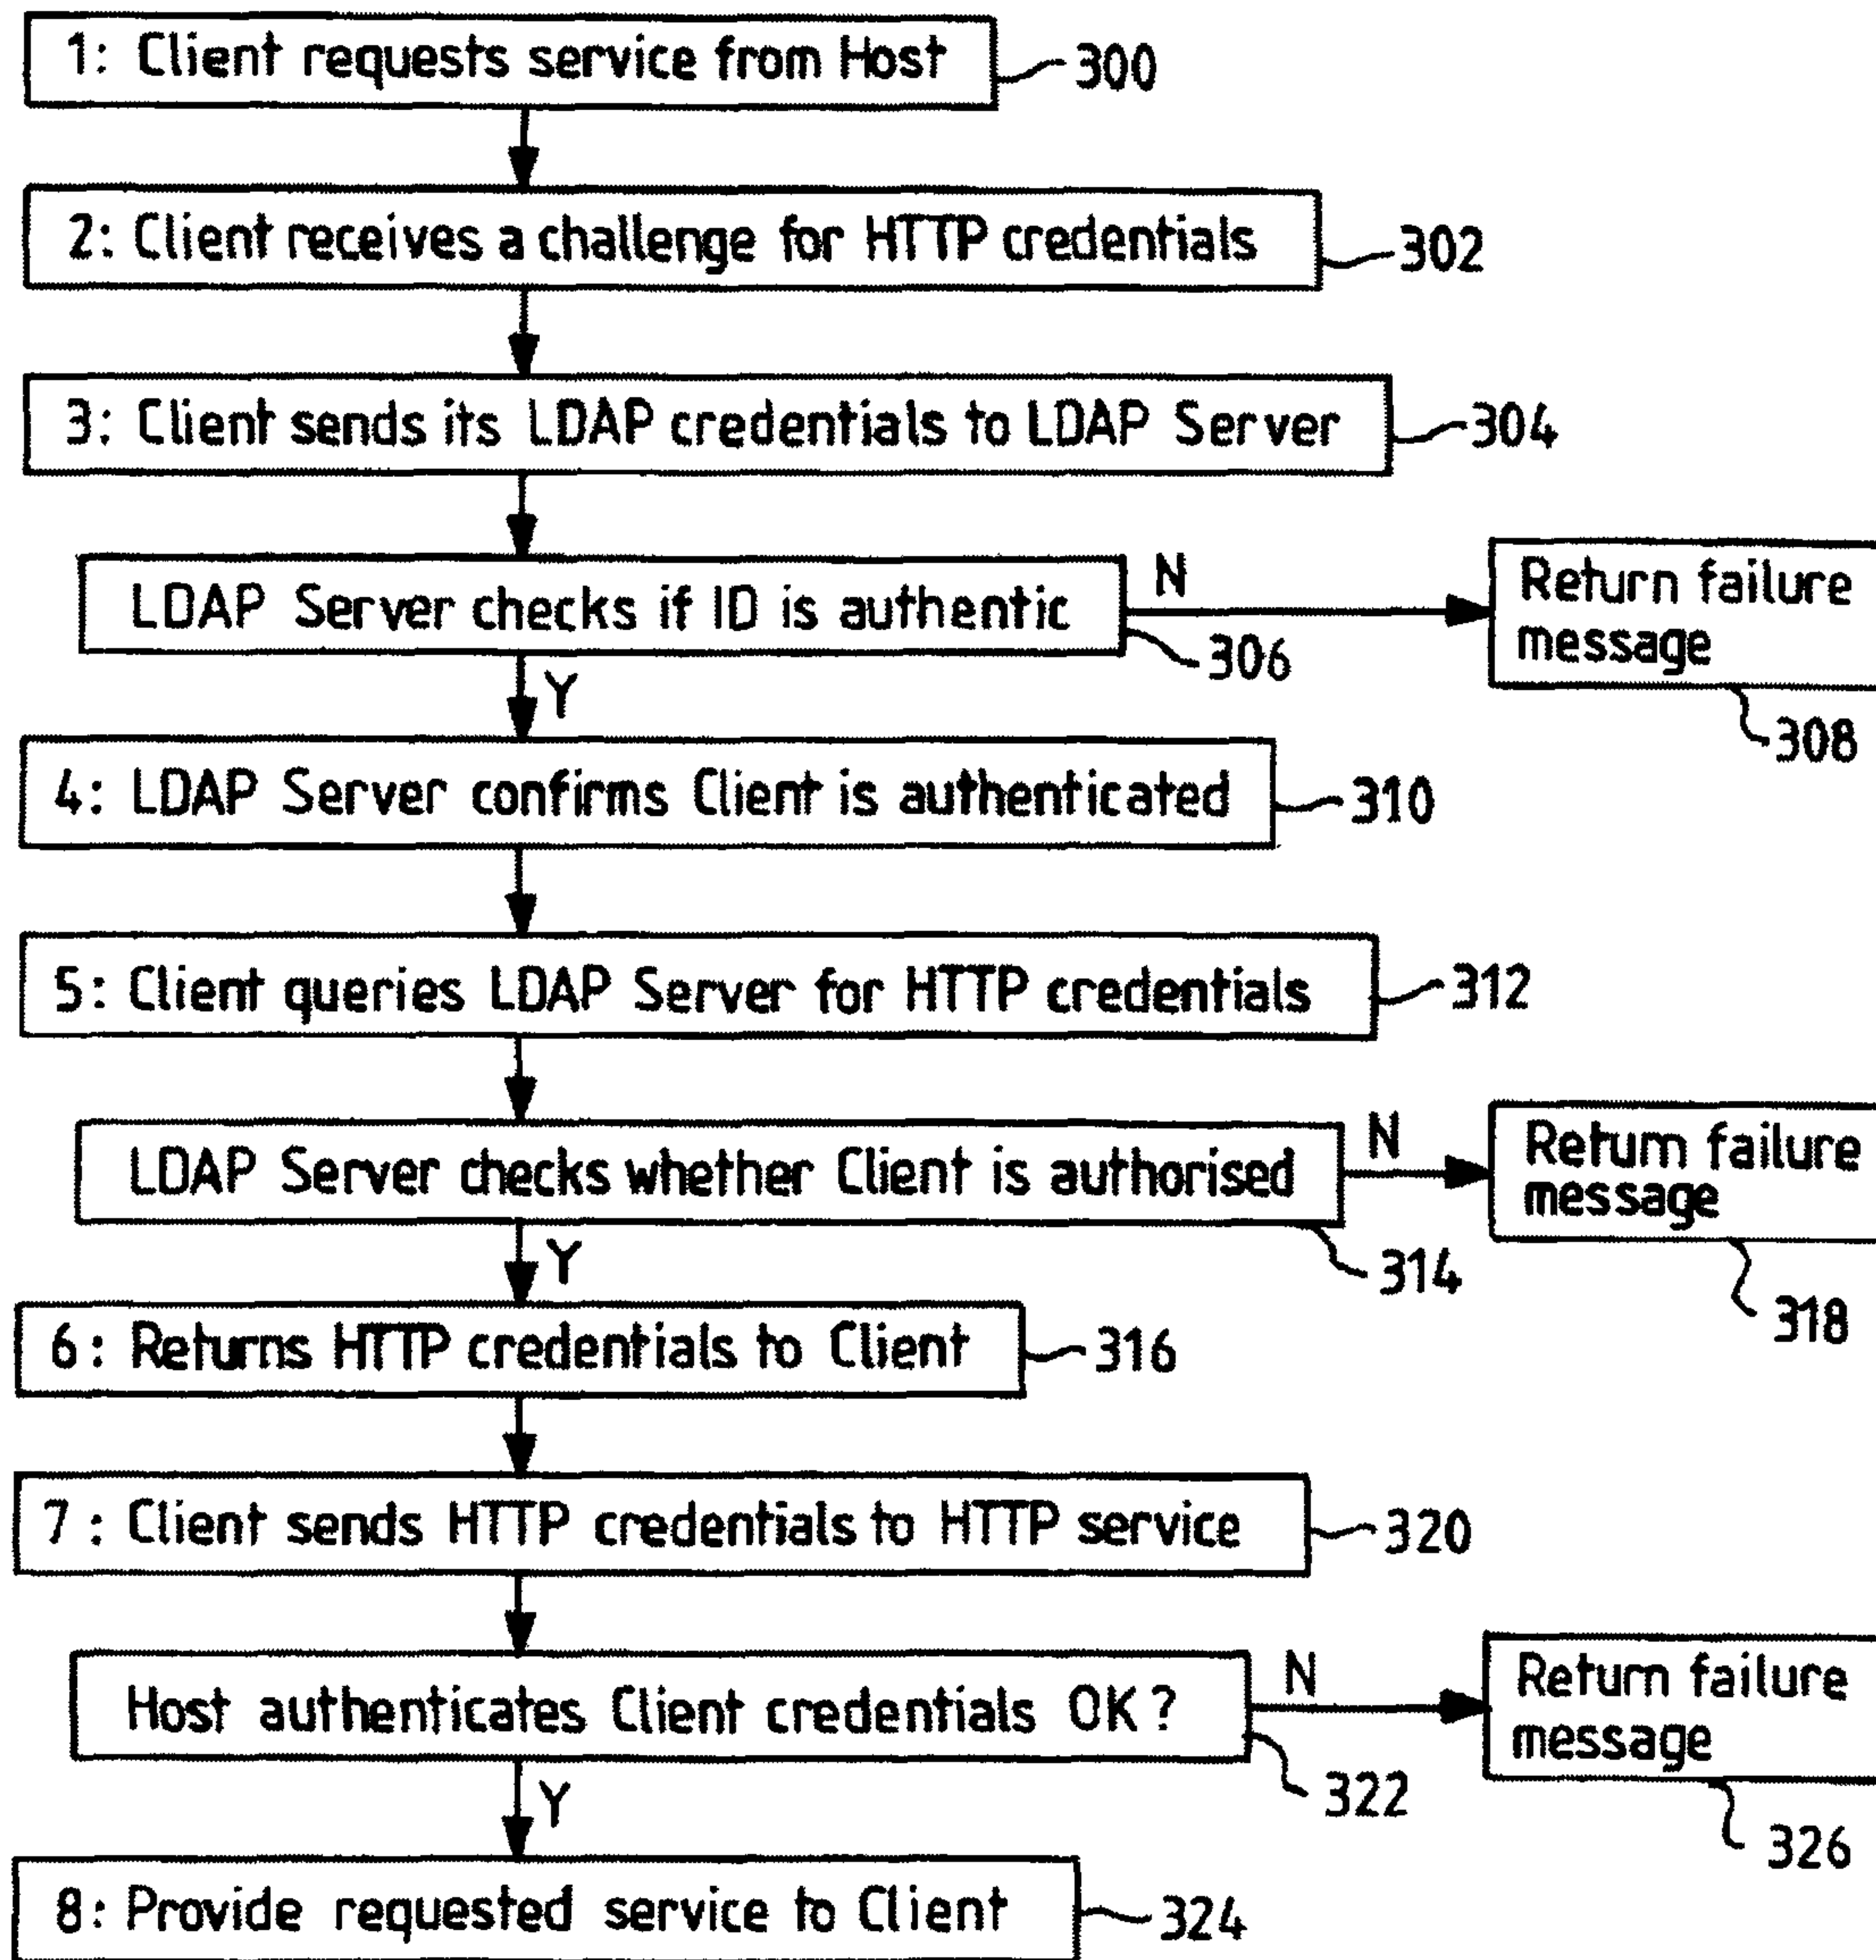 1: Client requests service from Host
300
2: Client receives a challenge for HTTP credentials
302
3: Client sends its LDAP credentials to LDAP Server
304
LDAP Server checks if ID is authentic
N
306
Return failure
message
308
Y
4: LDAP Server confirms Client is authenticated
310
5: Client queries LDAP Server for HTTP credentials
312
LDAP Server checks whether Client is authorised
N
314
Return failure
message
318
Y
6: Returns HTTP credentials to Client
316
7: Client sends HTTP credentials to HTTP service
320
Host authenticates Client credentials OK?
N
322
Return failure
message
326
Y
8: Provide requested service to Client
324